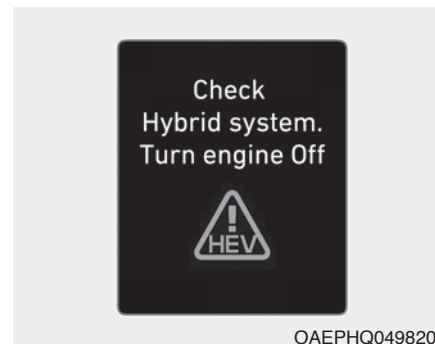 Check
Hybrid system.
Turn engine Off
HEV
OAEPHQ049820